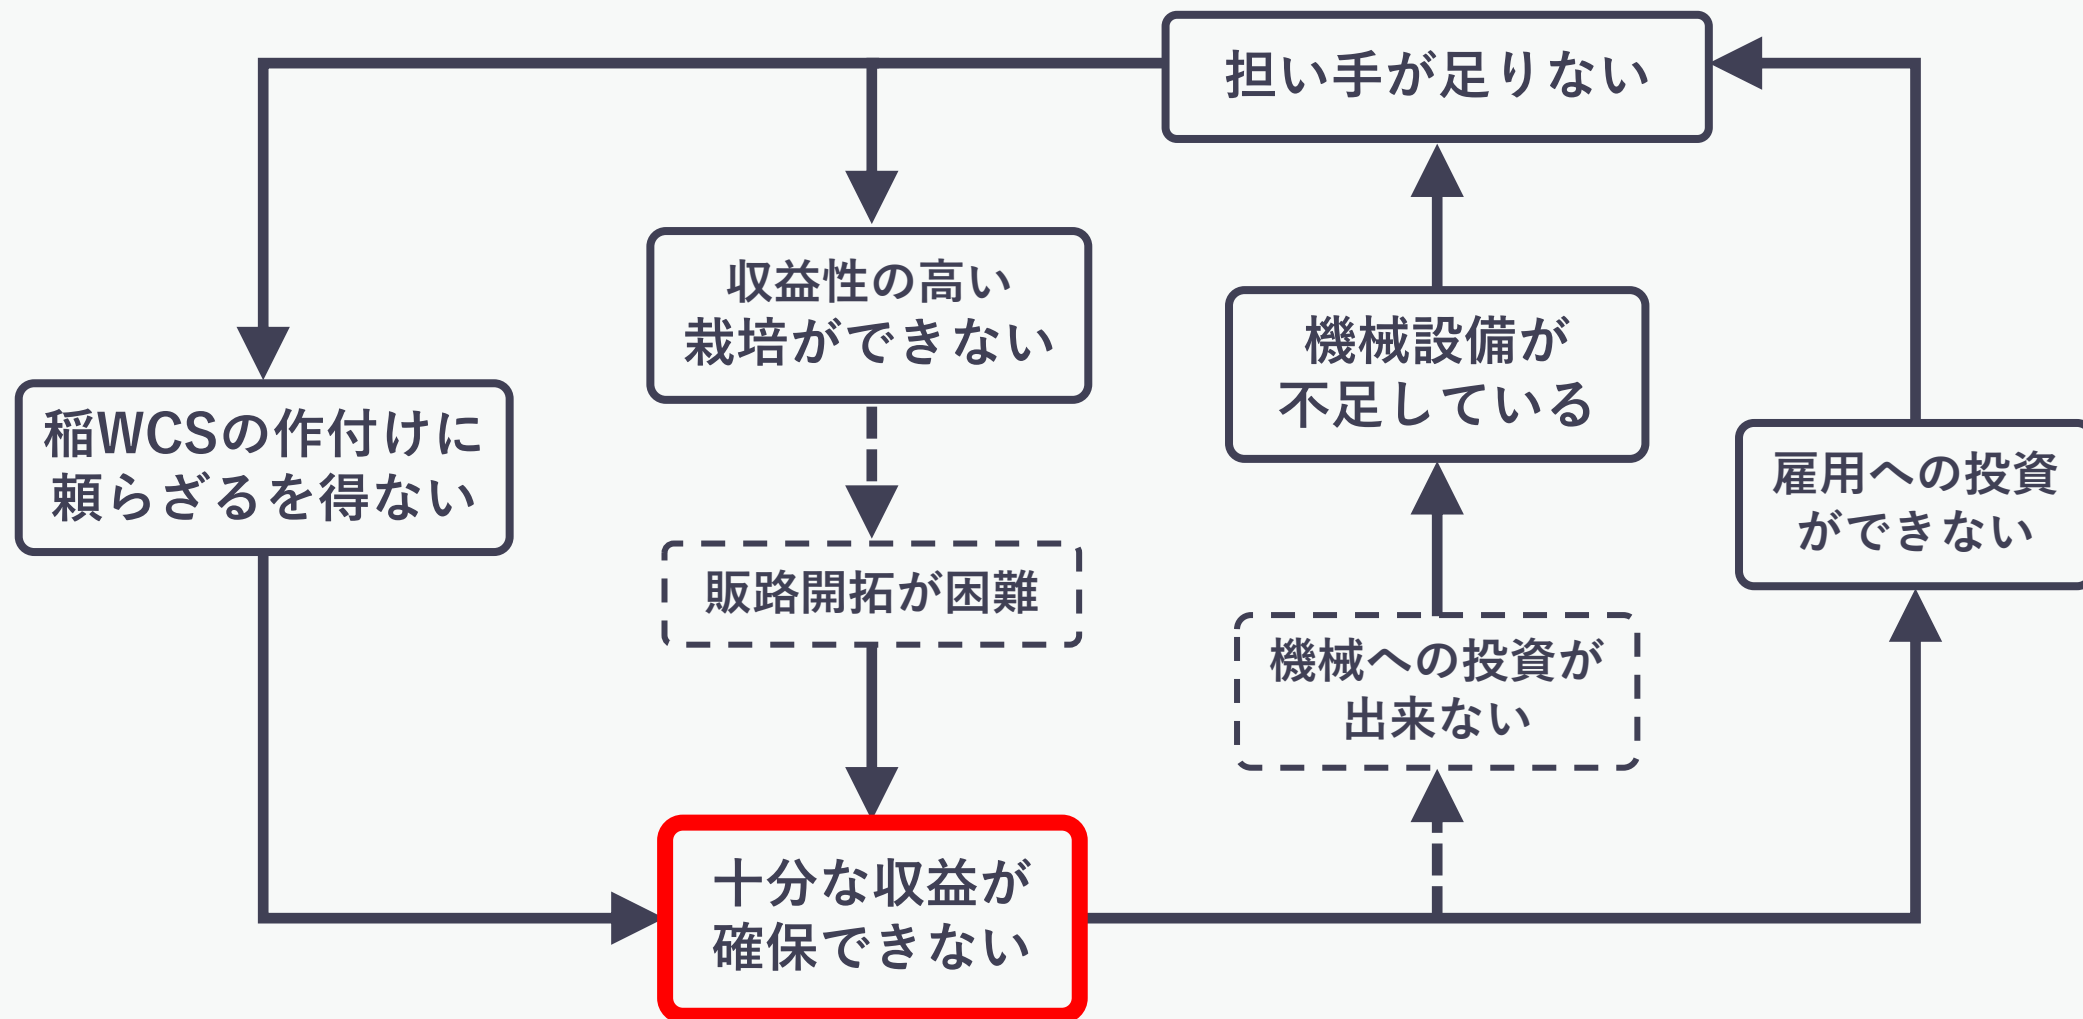 担い手が足りない
収益性の高い
栽培ができない
機械設備が
不足している
稲WCSの作付けに
頼らざるを得ない
雇用への投資
ができない
販路開拓が困難
機械への投資が
出来ない
十分な収益が
確保できない